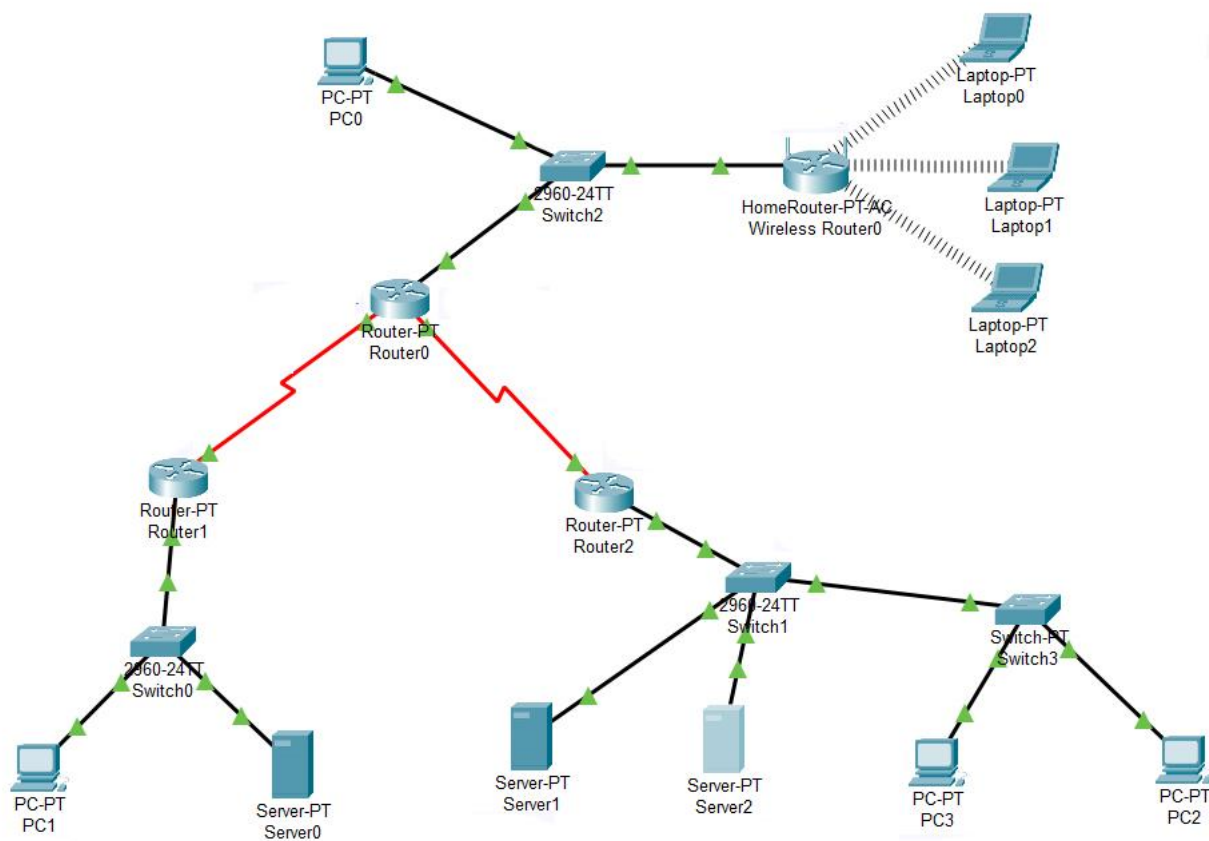 PC-PT
PC0
Laptop-PT
Laptop0
2960-24TT
Switch2
HomeRouter-PT-AC
Wireless Router0
Laptop-PT
Laptop1
Laptop-PT
Laptop2
Router-PT
Router0
Router-PT
Router1
Router-PT
Router2
2960-24TT
Switch1
Switch-PT
Switch3
2960-24TT
Switch0
PC-PT
PC1
Server-PT
Server0
Server-PT
Server1
Server-PT
Server2
PC-PT
PC3
PC-PT
PC2